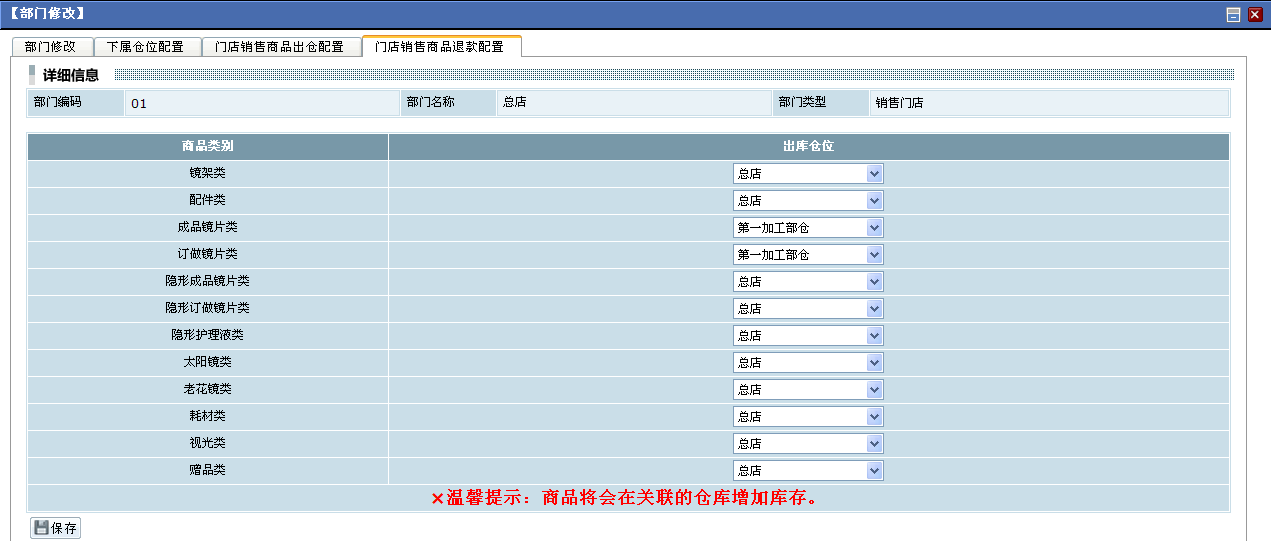 【部门修改】
部门修改 下属仓位配置 门店销售商品出仓配置 门店销售商品退款配置
详细信息
部门编码 01 部门名称 总店 部门类型 销售门店
商品类别 出库仓位
镜架类 总店
配件类 总店
成品镜片类 第一加工部仓
订做镜片类 第一加工部仓
隐形成品镜片类 总店
隐形订做镜片类 总店
隐形护理液类 总店
太阳镜类 总店
老花镜类 总店
耗材类 总店
视光类 总店
赠品类 总店
×温馨提示：商品将会在关联的仓库增加库存。
保存